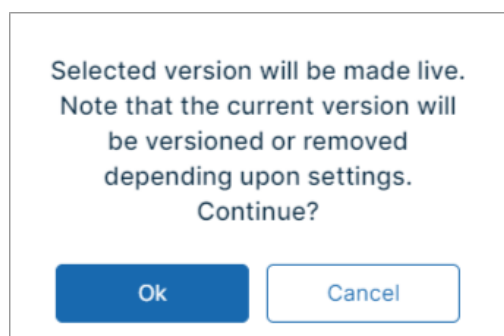 Selected version will be made live.
Note that the current version will
be versioned or removed
depending upon settings.
Continue?
Ok
Cancel